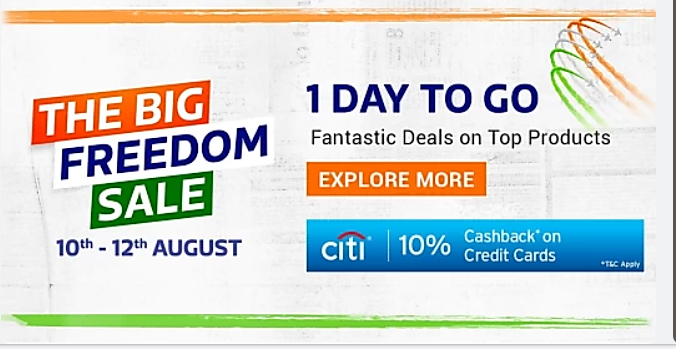 THE BIG
FREEDOM
SALE
10th - 12th AUGUST
1 DAY TO GO
Fantastic Deals on Top Products
EXPLORE MORE
citi
10%
Cashback* on
Credit Cards
*T&C Apply